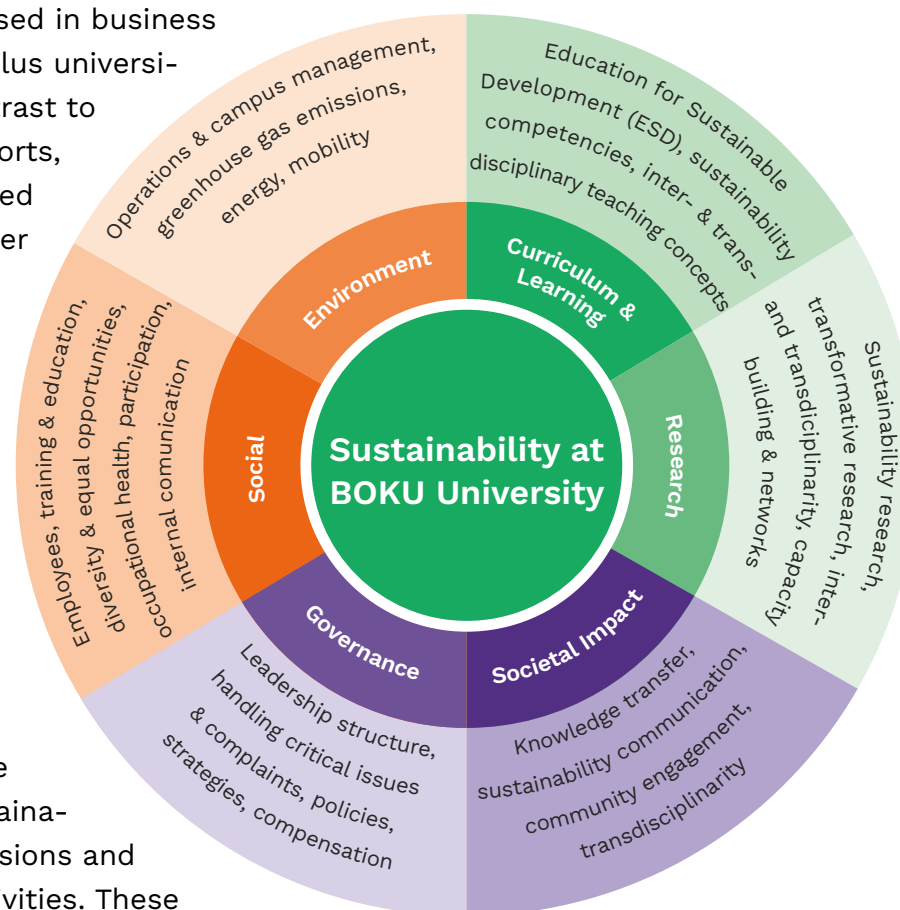 sed in business
lus universi-
rast to
orts,
ed
er
Operations & campus management,
greenhouse gas emissions,
energy, mobility
Environment
Education for Sustainable
Development (ESD), sustainability
competencies, inter- & trans-
disciplinary teaching concepts
Curriculum &
Learning
Sustainability research,
transformative research, inter-
and transdiciplinarity, capacity
building & networks
Research
Employees, training & education,
diversity & equal opportunities,
occupational health, participation,
internal comunication
Social
Sustainability at
BOKU University
Governance
Leadership structure,
handling critical issues
& complaints, policies,
strategies, compensation
Societal Impact
Knowledge transfer,
sustainability communication,
community engagement,
transdisciplinarity
e
aina-
sions and
vities. These